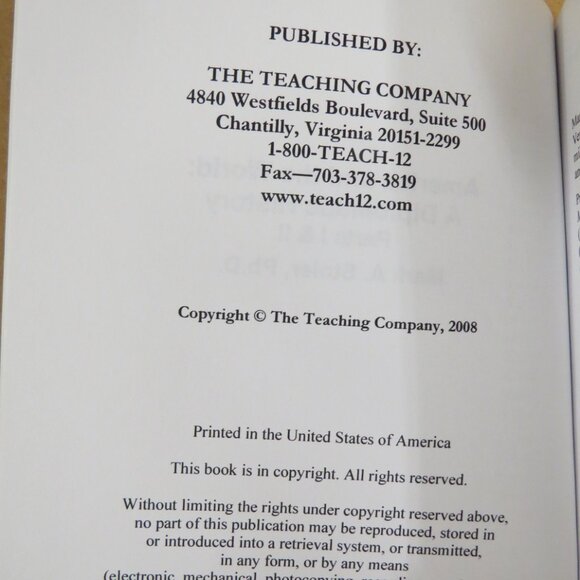 PUBLISHED BY:
THE TEACHING COMPANY
4840 Westfields Boulevard, Suite 500
Chantilly, Virginia 20151-2299
1-800-TEACH-12
Fax—703-378-3819
www.teach12.com
Copyright © The Teaching Company, 2008
Printed in the United States of America
This book is in copyright. All rights reserved.
Without limiting the rights under copyright reserved above,
no part of this publication may be reproduced, stored in
or introduced into a retrieval system, or transmitted,
in any form, or by any means
(electronic, mechanical, photocopying,